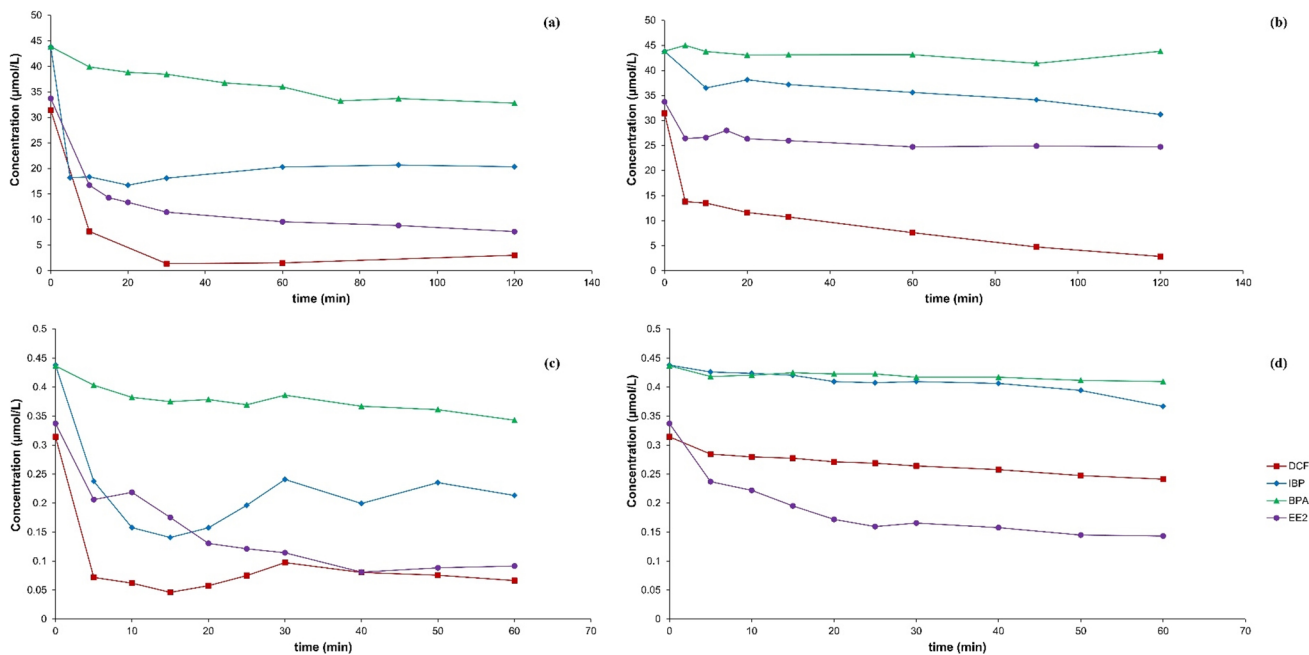 (a)
Concentration (μmol/L)
50
45
40
35
30
25
20
15
10
5
0
0 20 40 60 80 100 120 140
time (min)
(b)
Concentration (μmol/L)
50
45
40
35
30
25
20
15
10
5
0
0 20 40 60 80 100 120 140
time (min)
(c)
Concentration (μmol/L)
0.5
0.45
0.4
0.35
0.3
0.25
0.2
0.15
0.1
0.05
0
0 10 20 30 40 50 60 70
time (min)
(d)
Concentration (μmol/L)
0.5
0.45
0.4
0.35
0.3
0.25
0.2
0.15
0.1
0.05
0
0 10 20 30 40 50 60 70
time (min)
DCF
IBP
BPA
EE2